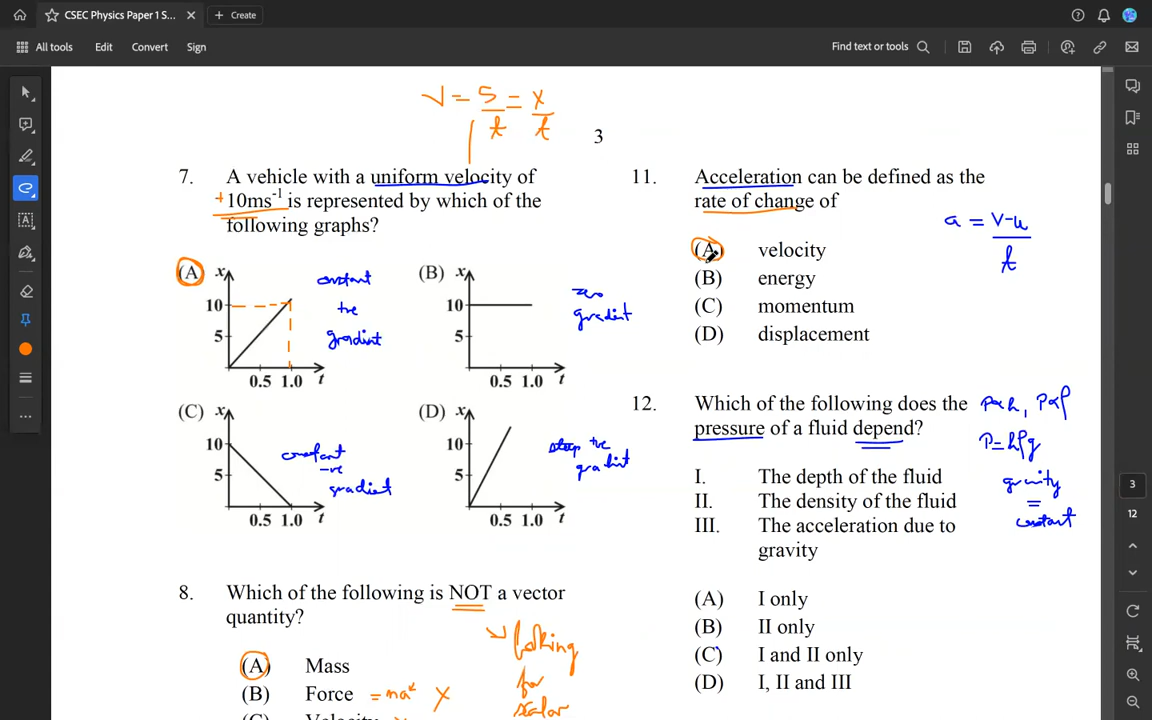 CSEC Physics Paper 1 S...
Create
All tools
Edit
Convert
Sign
Find text or tools
V = S/t = x/t
3
7. A vehicle with a uniform velocity of
+10ms-1 is represented by which of the
following graphs?
(A) x
10
5
0.5 1.0 t
constant
+ve
gradient
(B) x
10
5
0.5 1.0 t
zero
gradient
(C) x
10
5
0.5 1.0 t
constant
-ve
gradient
(D) x
10
5
0.5 1.0 t
steep +ve
gradient
8. Which of the following is NOT a vector
quantity?
looking
for
scalar
(A) Mass
(B) Force = ma x
Velocity
11. Acceleration can be defined as the
rate of change of
a = v-u/t
(A) velocity
(B) energy
(C) momentum
(D) displacement
12. Which of the following does the
pressure of a fluid depend?
P∝h, P∝ρ
P=hρg
gravity
=
constant
I. The depth of the fluid
II. The density of the fluid
III. The acceleration due to
gravity
(A) I only
(B) II only
(C) I and II only
(D) I, II and III
3
12